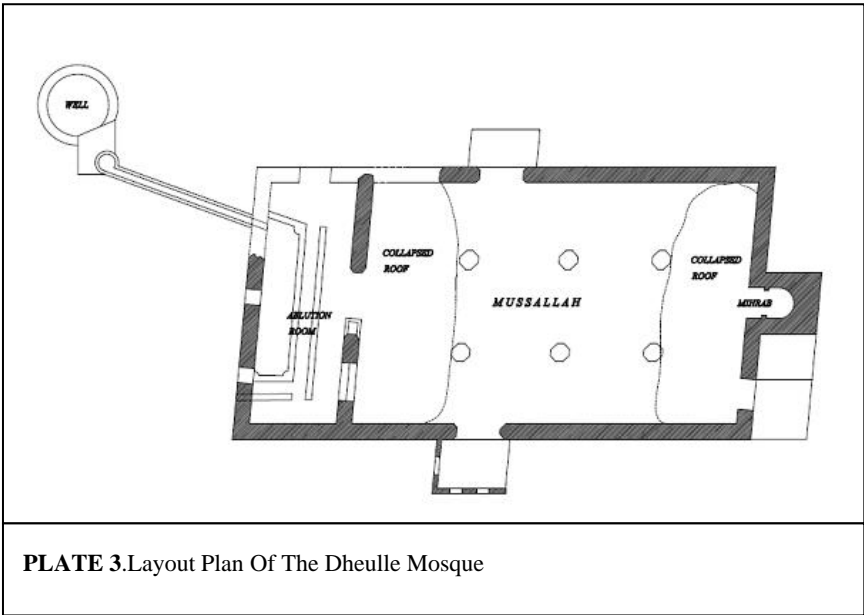 WELL
COLLAPSED
ROOF
COLLAPSED
ROOF
MUSSALLAH
MIHRAB
ABLUTION
ROOM
PLATE 3.Layout Plan Of The Dheulle Mosque